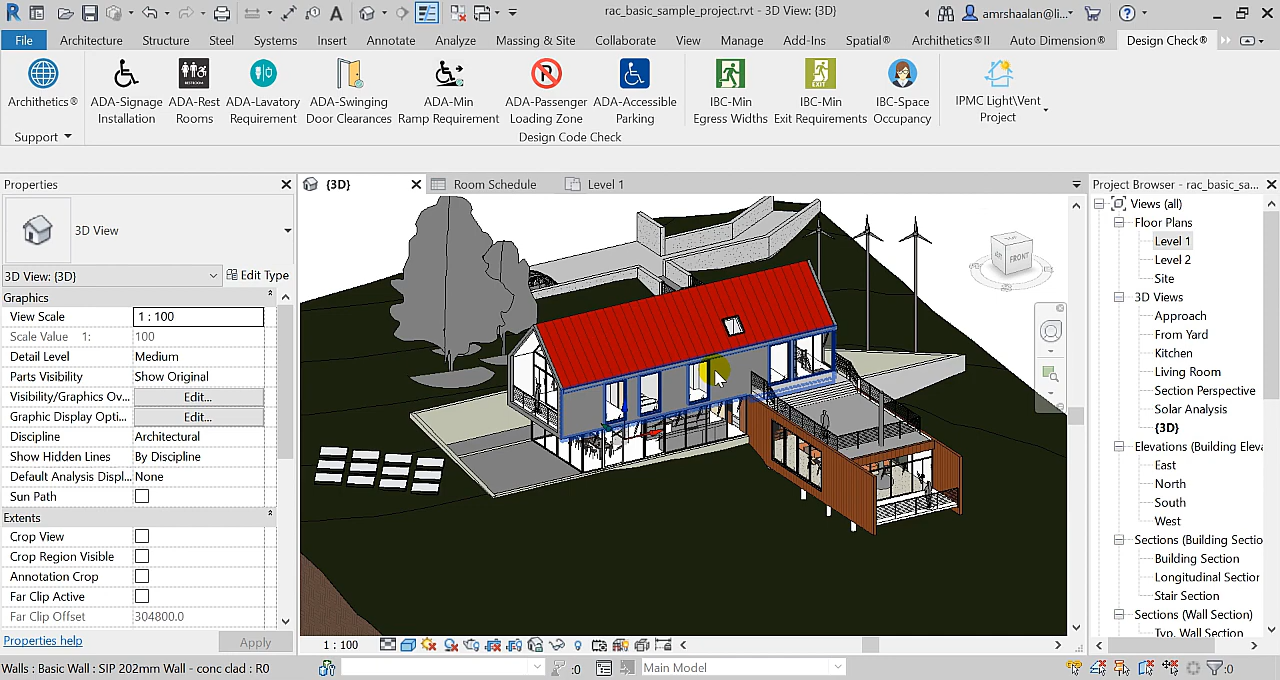 rac_basic_sample_project.rvt - 3D View: {3D}
amrshaalan@li...
File Architecture Structure Steel Systems Insert Annotate Analyze Massing & Site Collaborate View Manage Add-Ins Spatial® Archithetics®II Auto Dimension® Design Check®
Archithetics®
ADA-Signage Installation
ADA-Rest Rooms
RESTROOM
ADA-Lavatory Requirement
ADA-Swinging Door Clearances
ADA-Min Ramp Requirement
ADA-Passenger Loading Zone
ADA-Accessible Parking
IBC-Min Egress Widths
EXIT
IBC-Min Exit Requirements
IBC-Space Occupancy
IPMC Light\Vent Project
Support
Design Code Check
Properties
3D View
3D View: {3D}
Edit Type
Graphics
View Scale 1 : 100
Scale Value 1: 100
Detail Level Medium
Parts Visibility Show Original
Visibility/Graphics Ov... Edit...
Graphic Display Opti... Edit...
Discipline Architectural
Show Hidden Lines By Discipline
Default Analysis Displ... None
Sun Path
Extents
Crop View
Crop Region Visible
Annotation Crop
Far Clip Active
Far Clip Offset 304800.0
Properties help
Apply
{3D}
Room Schedule
Level 1
FRONT
1 : 100
Project Browser - rac_basic_sa...
Views (all)
Floor Plans
Level 1
Level 2
Site
3D Views
Approach
From Yard
Kitchen
Living Room
Section Perspective
Solar Analysis
{3D}
Elevations (Building Eleva
East
North
South
West
Sections (Building Sectio
Building Section
Longitudinal Section
Stair Section
Sections (Wall Section)
Typ. Wall Section
Walls : Basic Wall : SIP 202mm Wall - conc clad : R0
:0
Main Model
:0